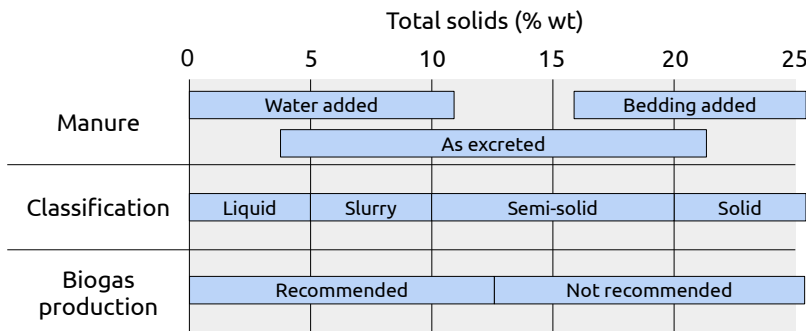 Total solids (% wt)
0 5 10 15 20 25
Water added Bedding added
Manure
As excreted
Classification Liquid Slurry Semi-solid Solid
Biogas
production
Recommended Not recommended